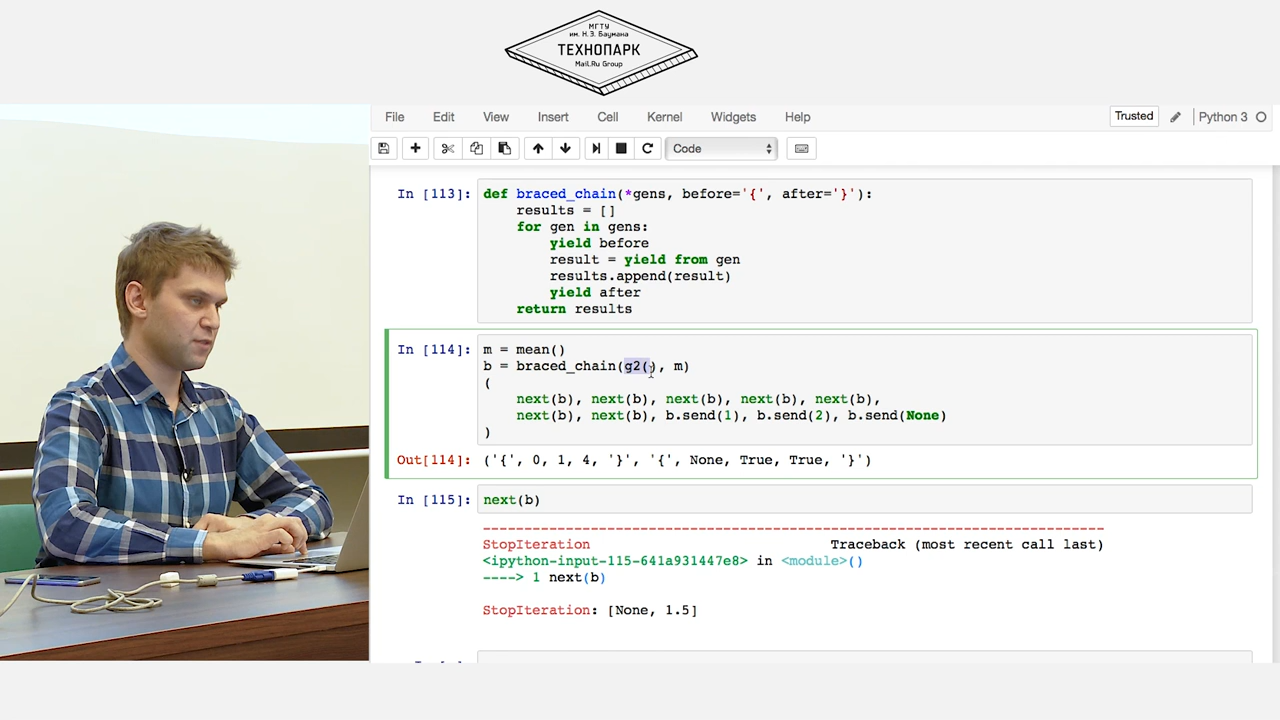 МГТУ
им. Н.Э. Баумана
ТЕХНОПАРК
Mail.Ru Group
File Edit View Insert Cell Kernel Widgets Help Trusted Python 3
Code
In [113]: def braced_chain(*gens, before='{', after='}'):
results = []
for gen in gens:
yield before
result = yield from gen
results.append(result)
yield after
return results
In [114]: m = mean()
b = braced_chain(g2(), m)
(
next(b), next(b), next(b), next(b), next(b),
next(b), next(b), b.send(1), b.send(2), b.send(None)
)
Out[114]: ('{', 0, 1, 4, '}', '{', None, True, True, '}')
In [115]: next(b)
---------------------------------------------------------------------------
StopIteration Traceback (most recent call last)
<ipython-input-115-641a931447e8> in <module>()
----> 1 next(b)
StopIteration: [None, 1.5]